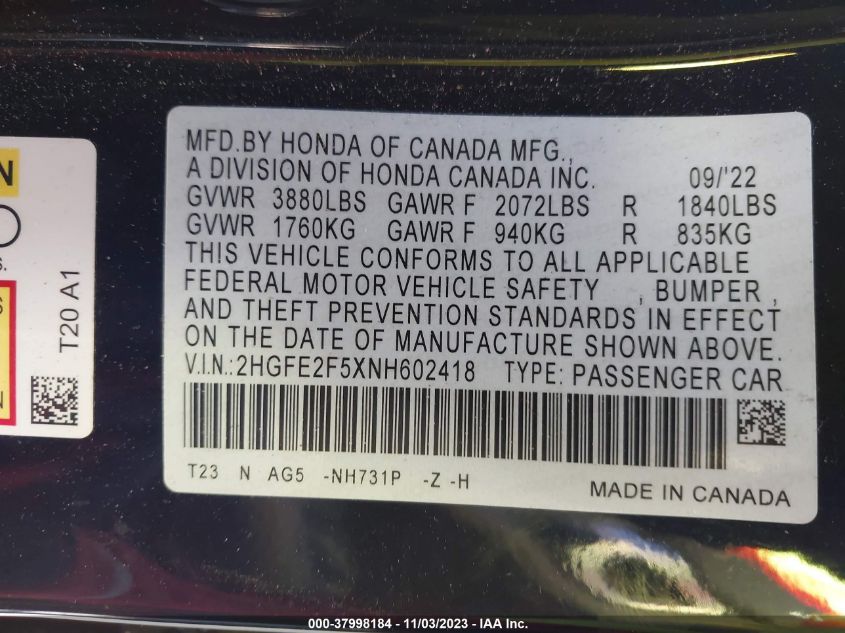 MFD.BY HONDA OF CANADA MFG.,
A DIVISION OF HONDA CANADA INC. 09/'22
GVWR 3880LBS GAWR F 2072LBS R 1840LBS
GVWR 1760KG GAWR F 940KG R 835KG
THIS VEHICLE CONFORMS TO ALL APPLICABLE
FEDERAL MOTOR VEHICLE SAFETY , BUMPER ,
AND THEFT PREVENTION STANDARDS IN EFFECT
ON THE DATE OF MANUFACTURE SHOWN ABOVE.
V.I.N.:2HGFE2F5XNH602418 TYPE: PASSENGER CAR
T23 N AG5 -NH731P -Z -H
MADE IN CANADA
T20 A1
000-37998184 - 11/03/2023 - IAA Inc.